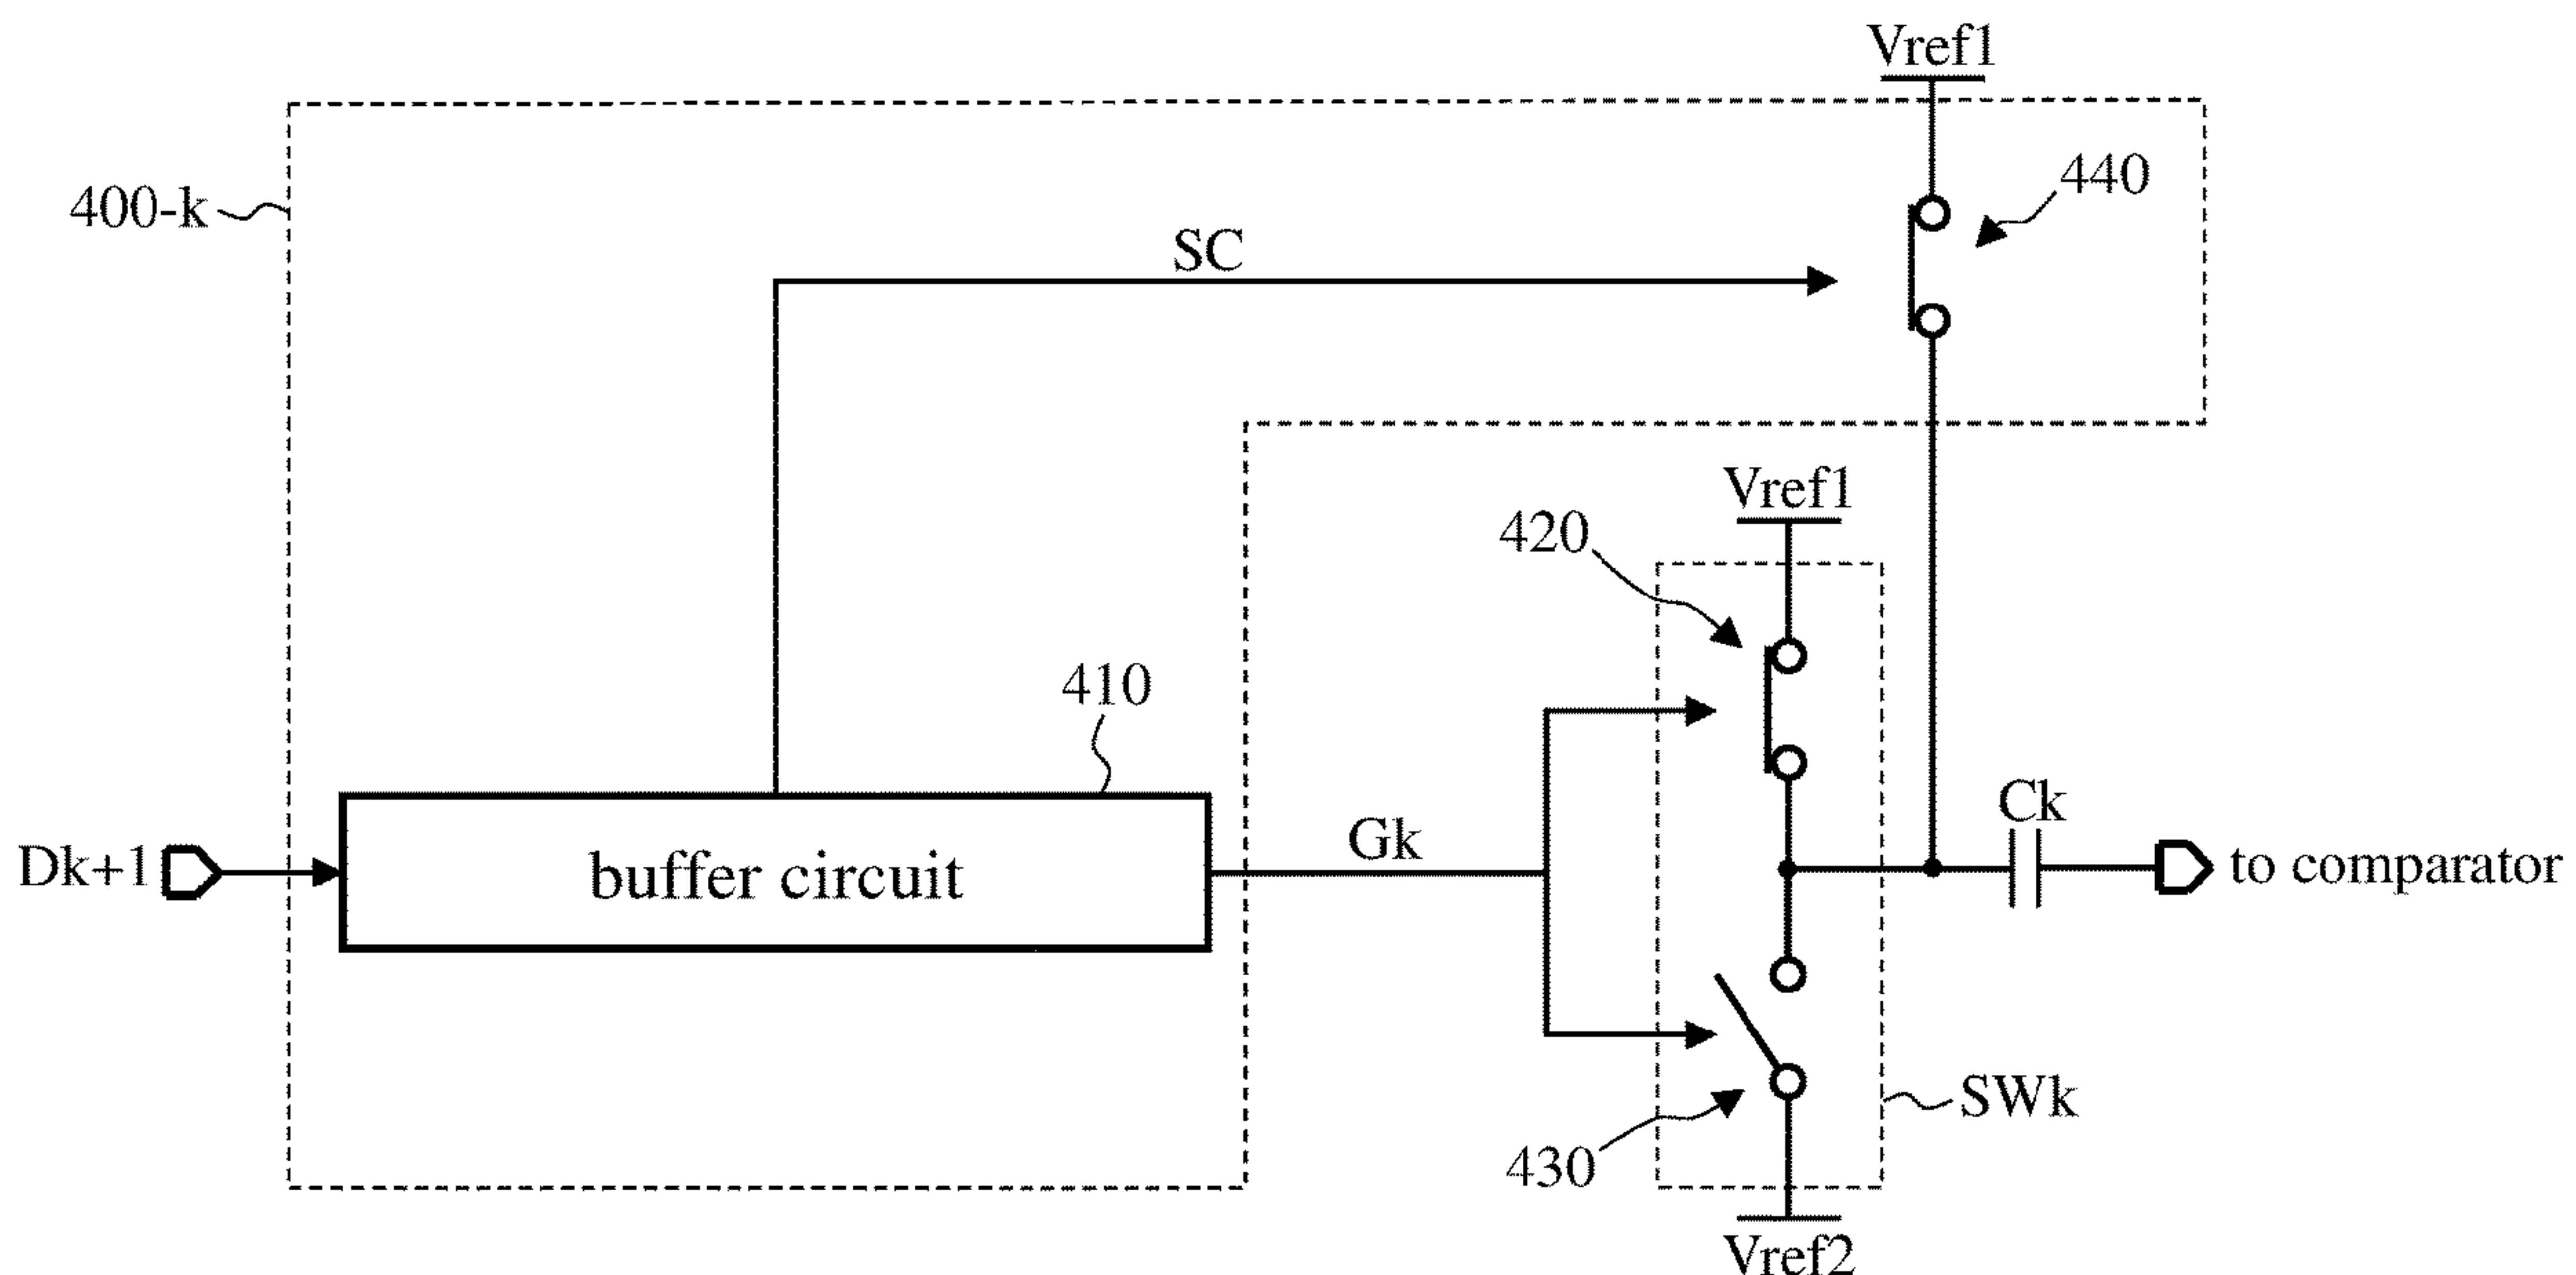 Vref1
440
400-k
SC
Vref1
420
410
Ck
Gk
Dk+1
buffer circuit
to comparator
SWk
430
Vref2